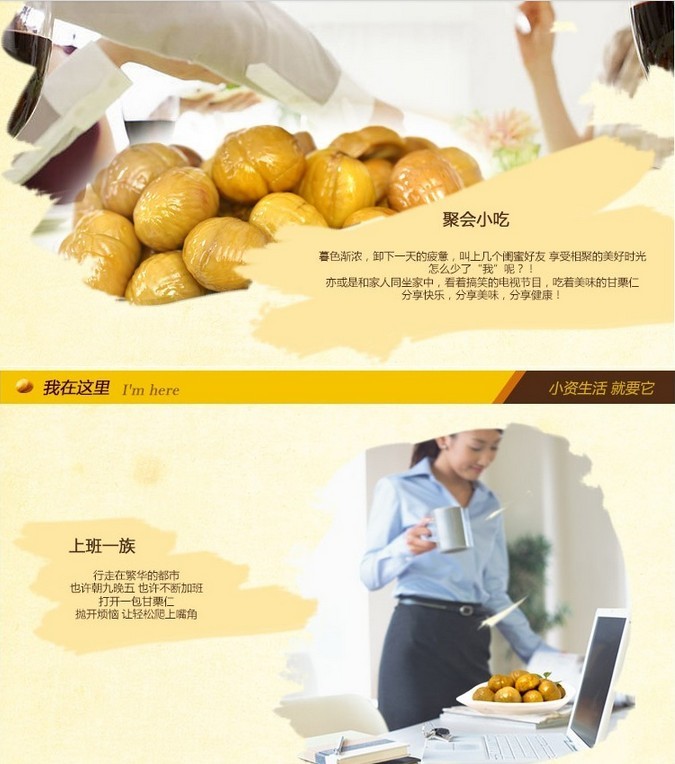 聚会小吃
暮色渐浓，卸下一天的疲惫，叫上几个闺蜜好友 享受相聚的美好时光
怎么少了“我”呢？！
亦或是和家人同坐家中，看着搞笑的电视节目，吃着美味的甘栗仁
分享快乐，分享美味，分享健康！
我在这里 I'm here
小资生活 就要它
上班一族
行走在繁华的都市
也许朝九晚五 也许不断加班
打开一包甘栗仁
抛开烦恼 让轻松爬上嘴角